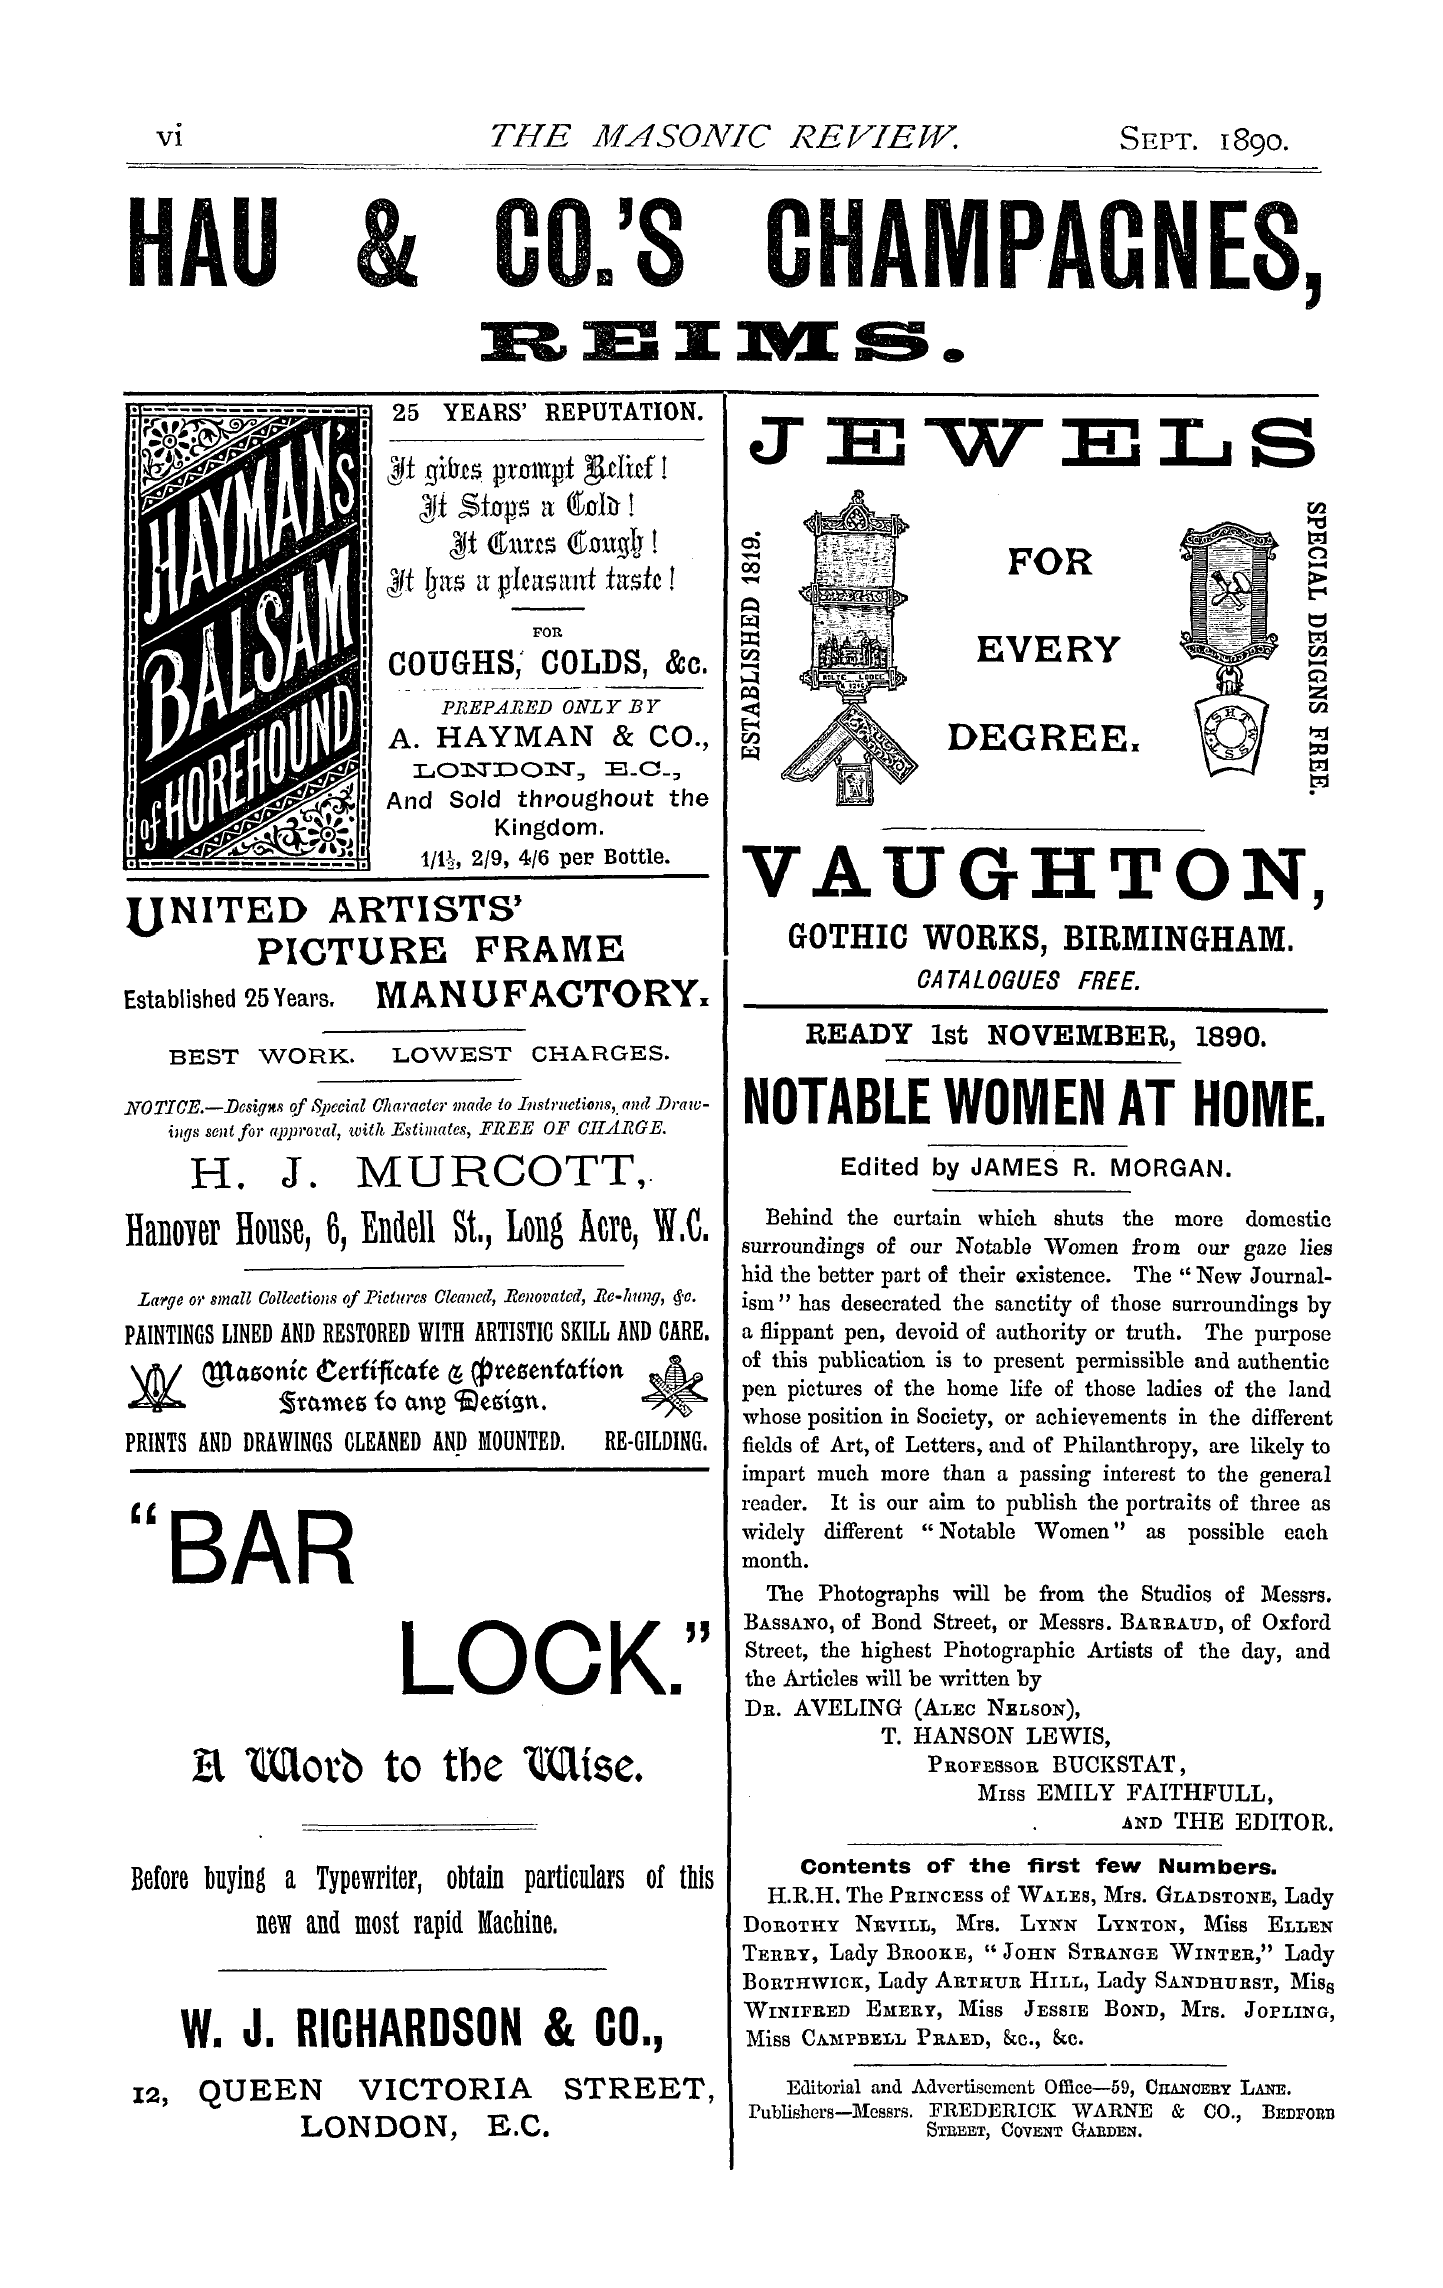 vi THE MASONIC REVIEW. SEPT. 1890.
HAU & CO.'S CHAMPAGNES,
REIMS.
HAYMAN'S
BALSAM
of HOREHOUND
25 YEARS' REPUTATION.
It gives prompt Relief!
It Stops a Cold!
It Cures Cough!
It has a pleasant taste!
FOR
COUGHS, COLDS, &c.
PREPARED ONLY BY
A. HAYMAN & CO.,
LONDON, E.C.,
And Sold throughout the
Kingdom.
1/1½, 2/9, 4/6 per Bottle.
UNITED ARTISTS'
PICTURE FRAME
Established 25 Years. MANUFACTORY.
BEST WORK. LOWEST CHARGES.
NOTICE.—Designs of Special Character made to Instructions, and Draw-
ings sent for approval, with Estimates, FREE OF CHARGE.
H. J. MURCOTT,
Hanover House, 6, Endell St., Long Acre, W.C.
Large or small Collections of Pictures Cleaned, Renovated, Re-hung, &c.
PAINTINGS LINED AND RESTORED WITH ARTISTIC SKILL AND CARE.
Masonic Certificate & Presentation
Frames to any Design.
PRINTS AND DRAWINGS CLEANED AND MOUNTED. RE-GILDING.
"BAR
LOCK."
A Word to the Wise.
Before buying a Typewriter, obtain particulars of this
new and most rapid Machine.
W. J. RICHARDSON & CO.,
12, QUEEN VICTORIA STREET,
LONDON, E.C.
JEWELS
ESTABLISHED 1819.
FOR
EVERY
DEGREE.
SPECIAL DESIGNS FREE.
VAUGHTON,
GOTHIC WORKS, BIRMINGHAM.
CATALOGUES FREE.
READY 1st NOVEMBER, 1890.
NOTABLE WOMEN AT HOME.
Edited by JAMES R. MORGAN.
Behind the curtain which shuts the more domestic
surroundings of our Notable Women from our gaze lies
hid the better part of their existence. The "New Journal-
ism" has desecrated the sanctity of those surroundings by
a flippant pen, devoid of authority or truth. The purpose
of this publication is to present permissible and authentic
pen pictures of the home life of those ladies of the land
whose position in Society, or achievements in the different
fields of Art, of Letters, and of Philanthropy, are likely to
impart much more than a passing interest to the general
reader. It is our aim to publish the portraits of three as
widely different "Notable Women" as possible each
month.
The Photographs will be from the Studios of Messrs.
BASSANO, of Bond Street, or Messrs. BARRAUD, of Oxford
Street, the highest Photographic Artists of the day, and
the Articles will be written by
DR. AVELING (ALEC NELSON),
T. HANSON LEWIS,
PROFESSOR BUCKSTAT,
MISS EMILY FAITHFULL,
AND THE EDITOR.
Contents of the first few Numbers.
H.R.H. The PRINCESS of WALES, Mrs. GLADSTONE, Lady
DOROTHY NEVILL, Mrs. LYNN LYNTON, Miss ELLEN
TERRY, Lady BROOKE, "JOHN STRANGE WINTER," Lady
BORTHWICK, Lady ARTHUR HILL, Lady SANDHURST, Miss
WINIFRED EMERY, Miss JESSIE BOND, Mrs. JOPLING,
Miss CAMPBELL PRAED, &c., &c.
Editorial and Advertisement Office—59, CHANCERY LANE.
Publishers—Messrs. FREDERICK WARNE & CO., BEDFORD
STREET, COVENT GARDEN.